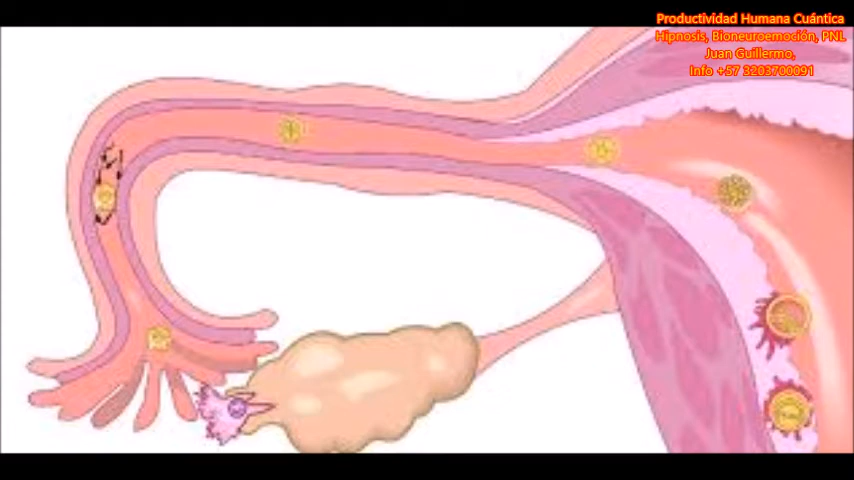 Productividad Humana Cuántica
Hipnosis, Bioneuroemoción, PNL
Juan Guillermo,
Info +57 3203700091